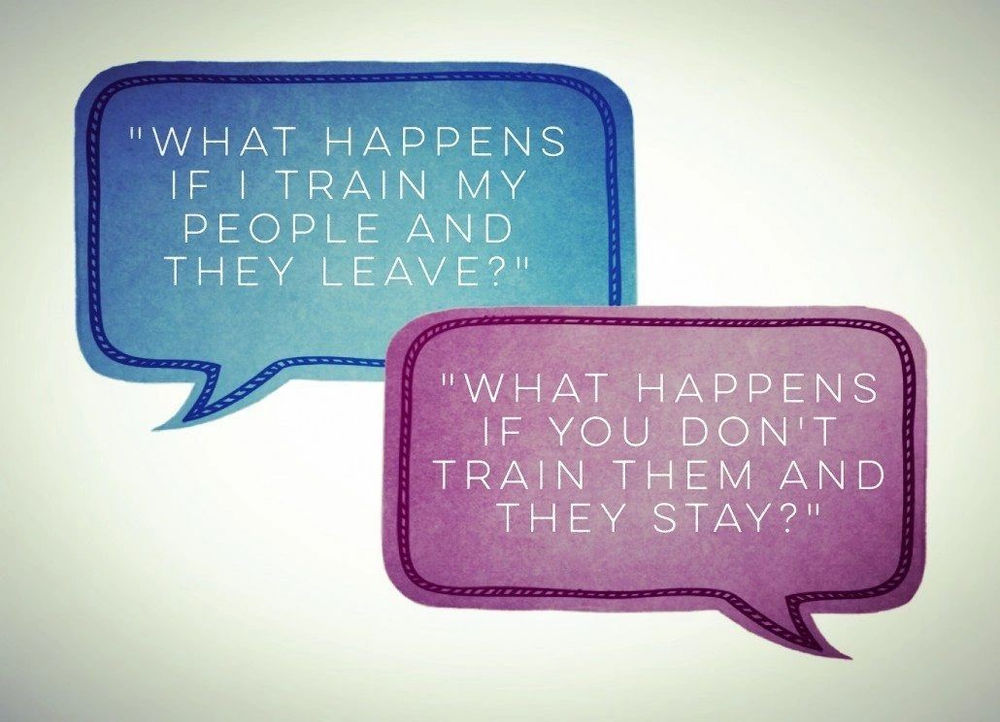 "WHAT HAPPENS
IF I TRAIN MY
PEOPLE AND
THEY LEAVE?"
"WHAT HAPPENS
IF YOU DON'T
TRAIN THEM AND
THEY STAY?"